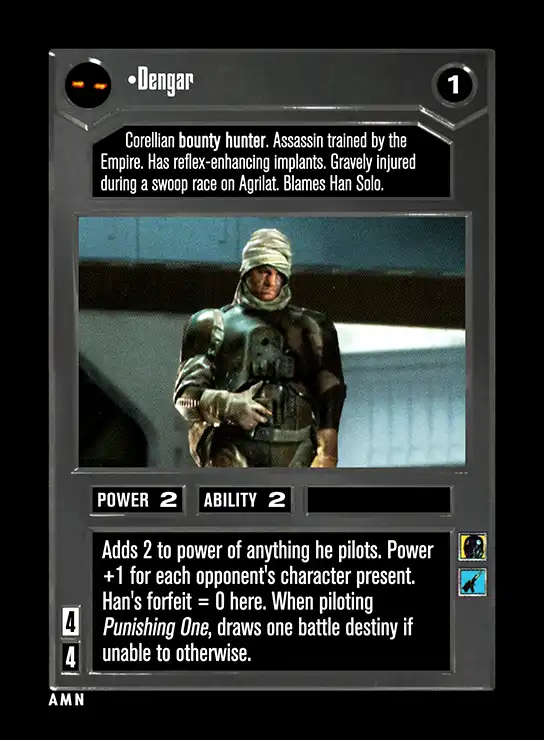 •Dengar
1
Corellian bounty hunter. Assassin trained by the
Empire. Has reflex-enhancing implants. Gravely injured
during a swoop race on Agrilat. Blames Han Solo.
POWER 2 ABILITY 2
Adds 2 to power of anything he pilots. Power
+1 for each opponent's character present.
Han's forfeit = 0 here. When piloting
Punishing One, draws one battle destiny if
unable to otherwise.
4
4
AMN